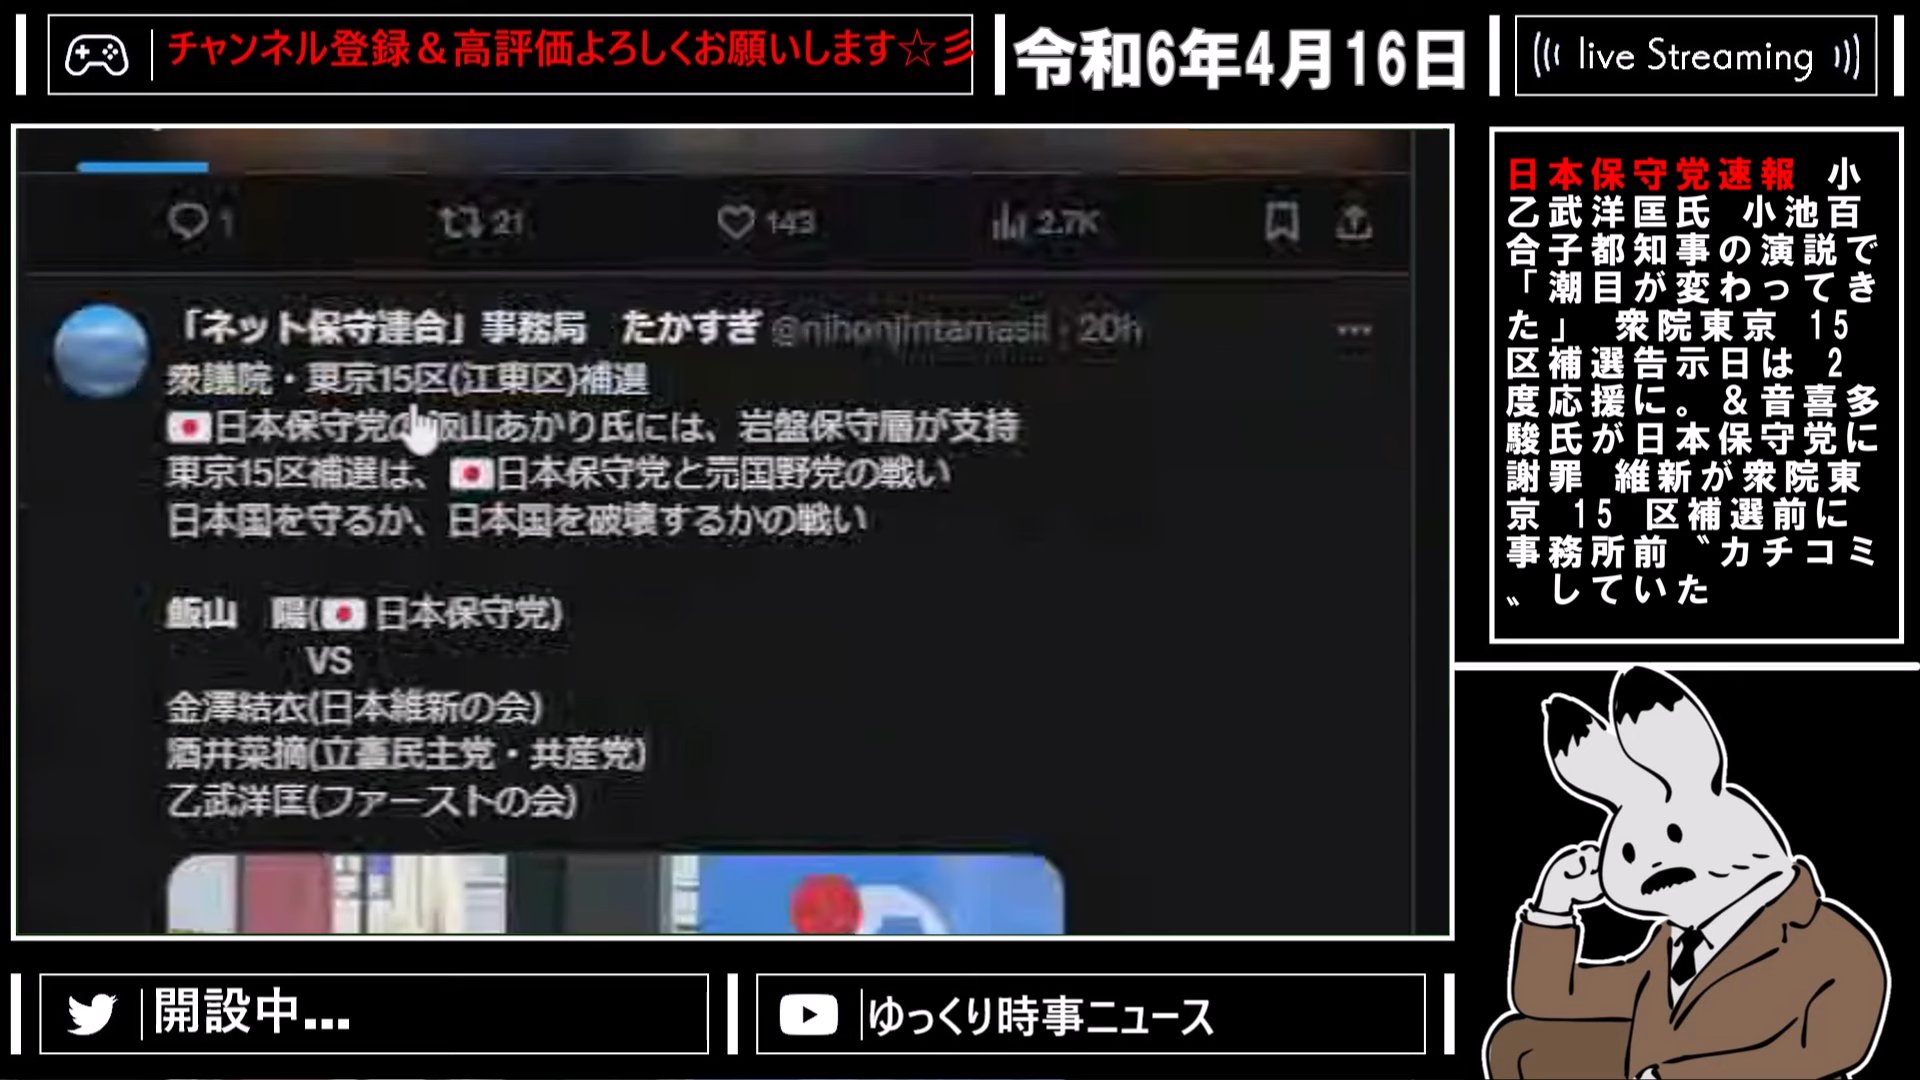 チャンネル登録＆高評価よろしくお願いします☆彡
令和6年4月16日
live Streaming
1
21
143
2.7K
「ネット保守連合」事務局　たかすぎ @nihonjintamasii · 20h
衆議院・東京15区(江東区)補選
🇯🇵日本保守党の飯山あかり氏には、岩盤保守層が支持
東京15区補選は、🇯🇵日本保守党と売国野党の戦い
日本国を守るか、日本国を破壊するかの戦い
飯山　陽(🇯🇵日本保守党)
VS
金澤結衣(日本維新の会)
酒井菜摘(立憲民主党・共産党)
乙武洋匡(ファーストの会)
日本保守党速報 小
乙武洋匡氏 小池百
合子都知事の演説で
「潮目が変わってき
た」 衆院東京 15
区補選告示日は 2
度応援に。＆音喜多
駿氏が日本保守党に
謝罪 維新が衆院東
京 15 区補選前に
事務所前〝カチコミ
〟していた
開設中...
ゆっくり時事ニュース